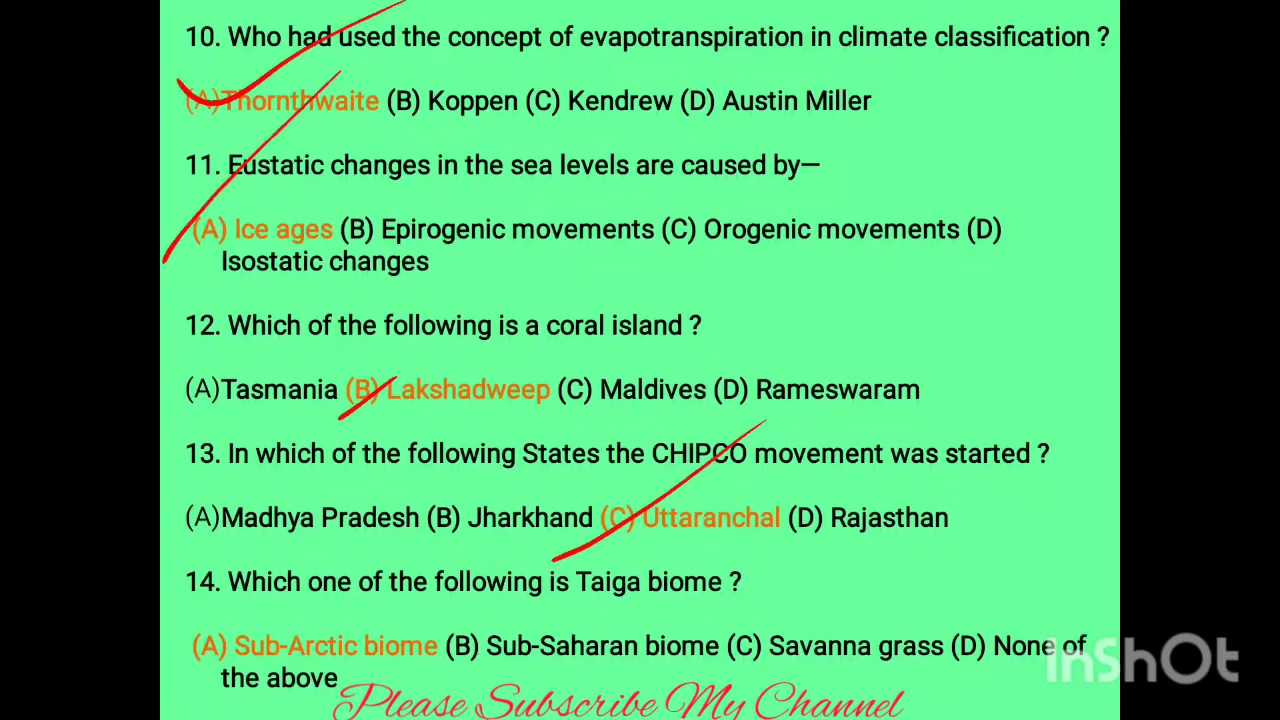 10. Who had used the concept of evapotranspiration in climate classification ?
(A)Thornthwaite (B) Koppen (C) Kendrew (D) Austin Miller
11. Eustatic changes in the sea levels are caused by—
(A) Ice ages (B) Epirogenic movements (C) Orogenic movements (D)
Isostatic changes
12. Which of the following is a coral island ?
(A)Tasmania (B) Lakshadweep (C) Maldives (D) Rameswaram
13. In which of the following States the CHIPCO movement was started ?
(A)Madhya Pradesh (B) Jharkhand (C) Uttaranchal (D) Rajasthan
14. Which one of the following is Taiga biome ?
(A) Sub-Arctic biome (B) Sub-Saharan biome (C) Savanna grass (D) None of
the above
InShOt
Please Subscribe My Channel